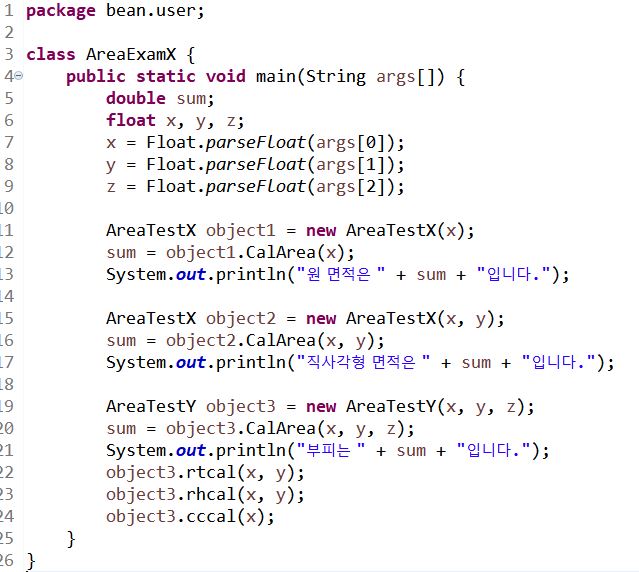 1 package bean.user;
2
3 class AreaExamX {
4 public static void main(String args[]) {
5 double sum;
6 float x, y, z;
7 x = Float.parseFloat(args[0]);
8 y = Float.parseFloat(args[1]);
9 z = Float.parseFloat(args[2]);
10
11 AreaTestX object1 = new AreaTestX(x);
12 sum = object1.CalArea(x);
13 System.out.println("원 면적은 " + sum + "입니다.");
14
15 AreaTestX object2 = new AreaTestX(x, y);
16 sum = object2.CalArea(x, y);
17 System.out.println("직사각형 면적은 " + sum + "입니다.");
18
19 AreaTestY object3 = new AreaTestY(x, y, z);
20 sum = object3.CalArea(x, y, z);
21 System.out.println("부피는 " + sum + "입니다.");
22 object3.rtcal(x, y);
23 object3.rhcal(x, y);
24 object3.cccal(x);
25 }
26 }